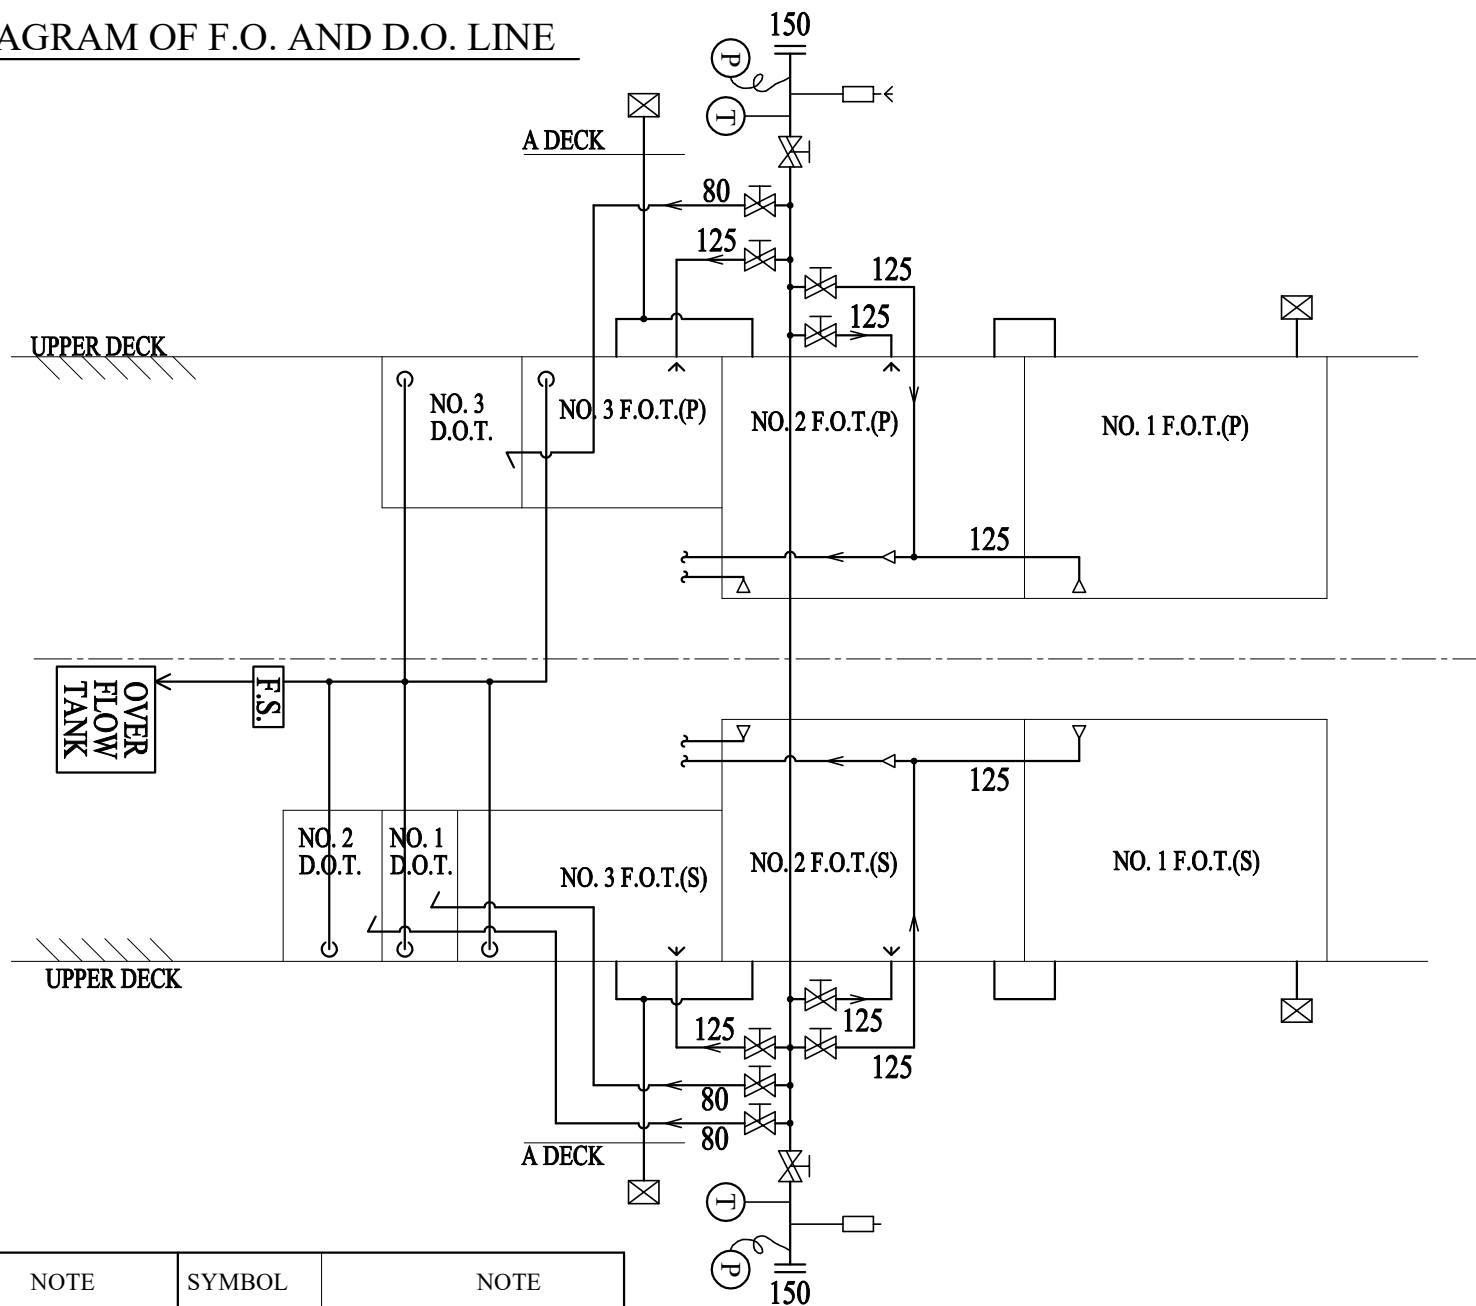 AGRAM OF F.O. AND D.O. LINE
150
P
T
A DECK
80
125
125
125
UPPER DECK
NO. 3
D.O.T.
NO. 3 F.O.T.(P)
NO. 2 F.O.T.(P)
NO. 1 F.O.T.(P)
125
OVER
FLOW
TANK
F.S.
125
NO. 2
D.O.T.
NO. 1
D.O.T.
NO. 3 F.O.T.(S)
NO. 2 F.O.T.(S)
NO. 1 F.O.T.(S)
UPPER DECK
125
125
125
80
80
A DECK
T
P
150
NOTE
SYMBOL
NOTE